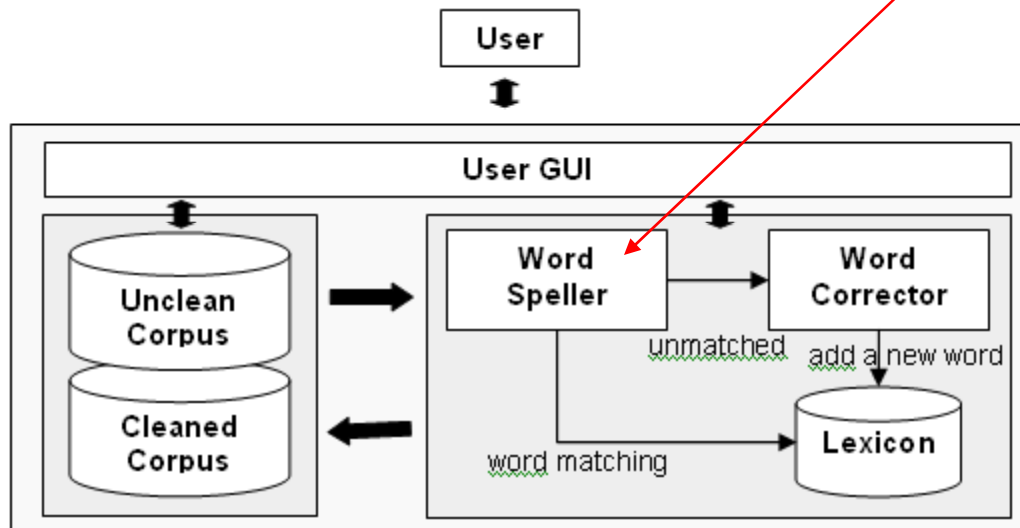 User
User GUI
Unclean
Corpus
Cleaned
Corpus
Word
Speller
Word
Corrector
unmatched
add a new word
Lexicon
word matching